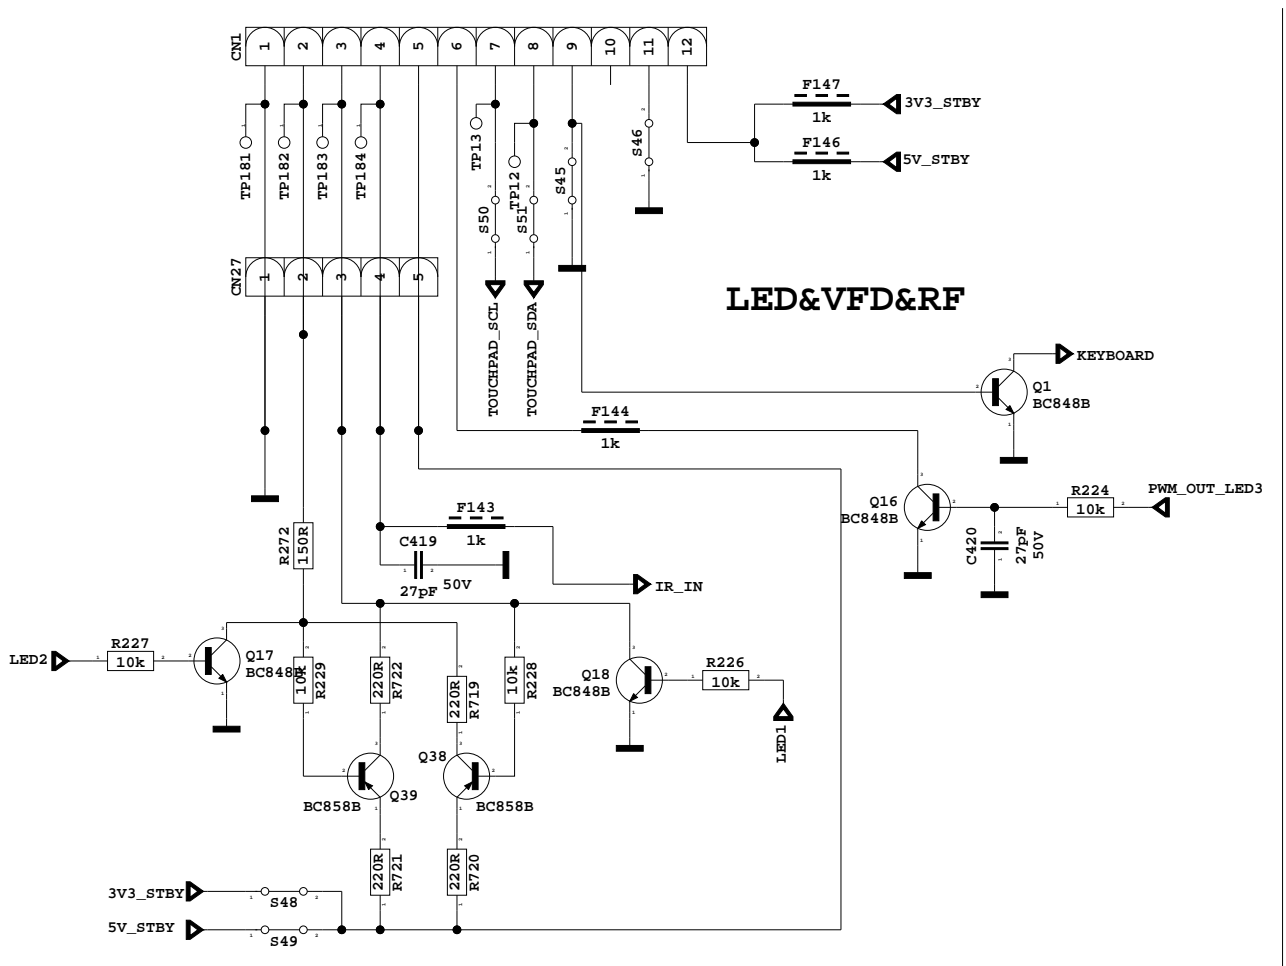 CN1 1 2 3 4 5 6 7 8 9 10 11 12
F147
3V3_STBY
1k
F146
5V_STBY
1k
TP181
TP182
TP183
TP184
TP13
TP12
S50
S51
S45
S46
CN27 1 2 3 4 5
LED&VFD&RF
TOUCHPAD_SCL
TOUCHPAD_SDA
KEYBOARD
Q1
BC848B
F144
1k
Q16
BC848B
R224
10k
PWM_OUT_LED3
C420
27pF
50V
R272
150R
F143
1k
C419
27pF 50V
IR_IN
LED2
R227
10k
Q17
BC848B
10k
R229
220R
R722
220R
R719
10k
R228
Q18
BC848B
R226
10k
LED1
Q38
Q39
BC858B
BC858B
220R
R721
220R
R720
3V3_STBY
S48
5V_STBY
S49